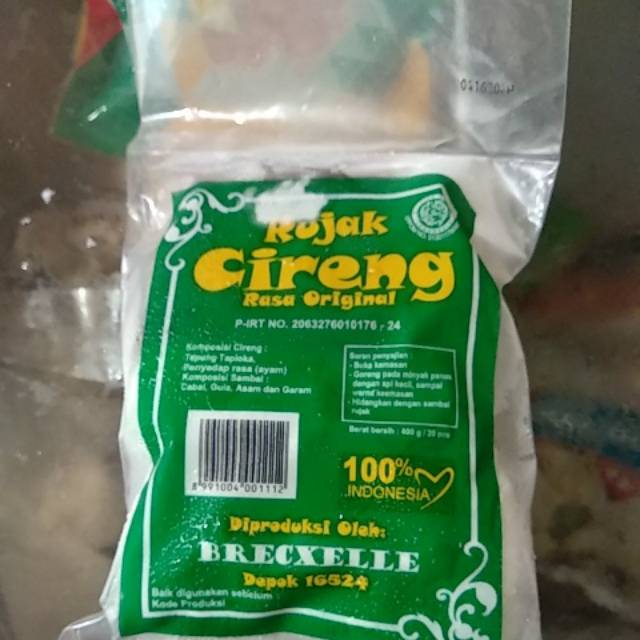 Rujak
Cireng
Rasa Original
P-IRT NO. 2063276010176 - 24
Komposisi Cireng :
Tepung Tapioka,
Penyedap rasa (ayam)
Komposisi Sambal :
Cabai, Gula, Asam dan Garam
Saran penyajian :
- Buka kemasan
- Goreng pada minyak panas
dengan api kecil, sampai
warna keemasan
- Hidangkan dengan sambal
rujak
Berat bersih : 400 g / 20 pcs
8 991004 001112
100%
INDONESIA
Diproduksi Oleh:
BRECXELLE
Depok 16524
Baik digunakan sebelum
Kode Produksi